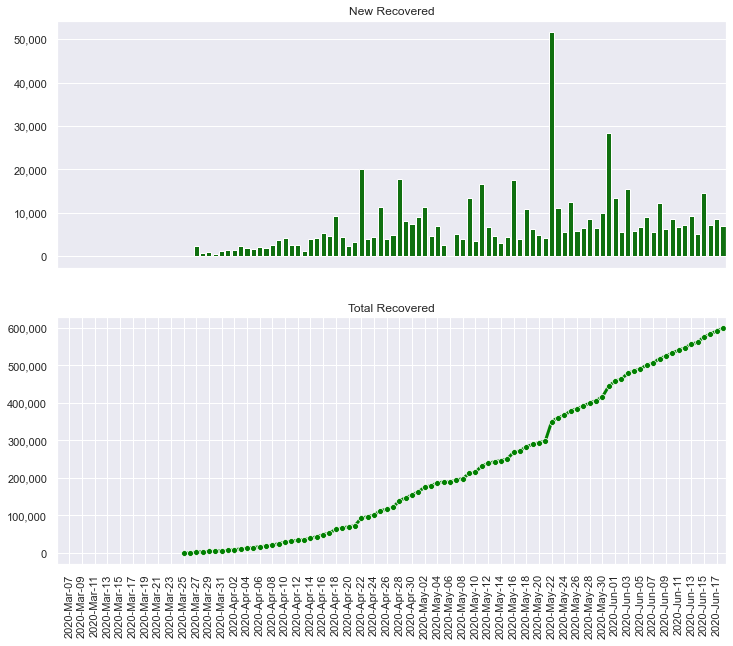 New Recovered
50,000
40,000
30,000
20,000
10,000
0
Total Recovered
600,000
500,000
400,000
300,000
200,000
100,000
0
2020-Mar-07
2020-Mar-09
2020-Mar-11
2020-Mar-13
2020-Mar-15
2020-Mar-17
2020-Mar-19
2020-Mar-21
2020-Mar-23
2020-Mar-25
2020-Mar-27
2020-Mar-29
2020-Mar-31
2020-Apr-02
2020-Apr-04
2020-Apr-06
2020-Apr-08
2020-Apr-10
2020-Apr-12
2020-Apr-14
2020-Apr-16
2020-Apr-18
2020-Apr-20
2020-Apr-22
2020-Apr-24
2020-Apr-26
2020-Apr-28
2020-Apr-30
2020-May-02
2020-May-04
2020-May-06
2020-May-08
2020-May-10
2020-May-12
2020-May-14
2020-May-16
2020-May-18
2020-May-20
2020-May-22
2020-May-24
2020-May-26
2020-May-28
2020-May-30
2020-Jun-01
2020-Jun-03
2020-Jun-05
2020-Jun-07
2020-Jun-09
2020-Jun-11
2020-Jun-13
2020-Jun-15
2020-Jun-17